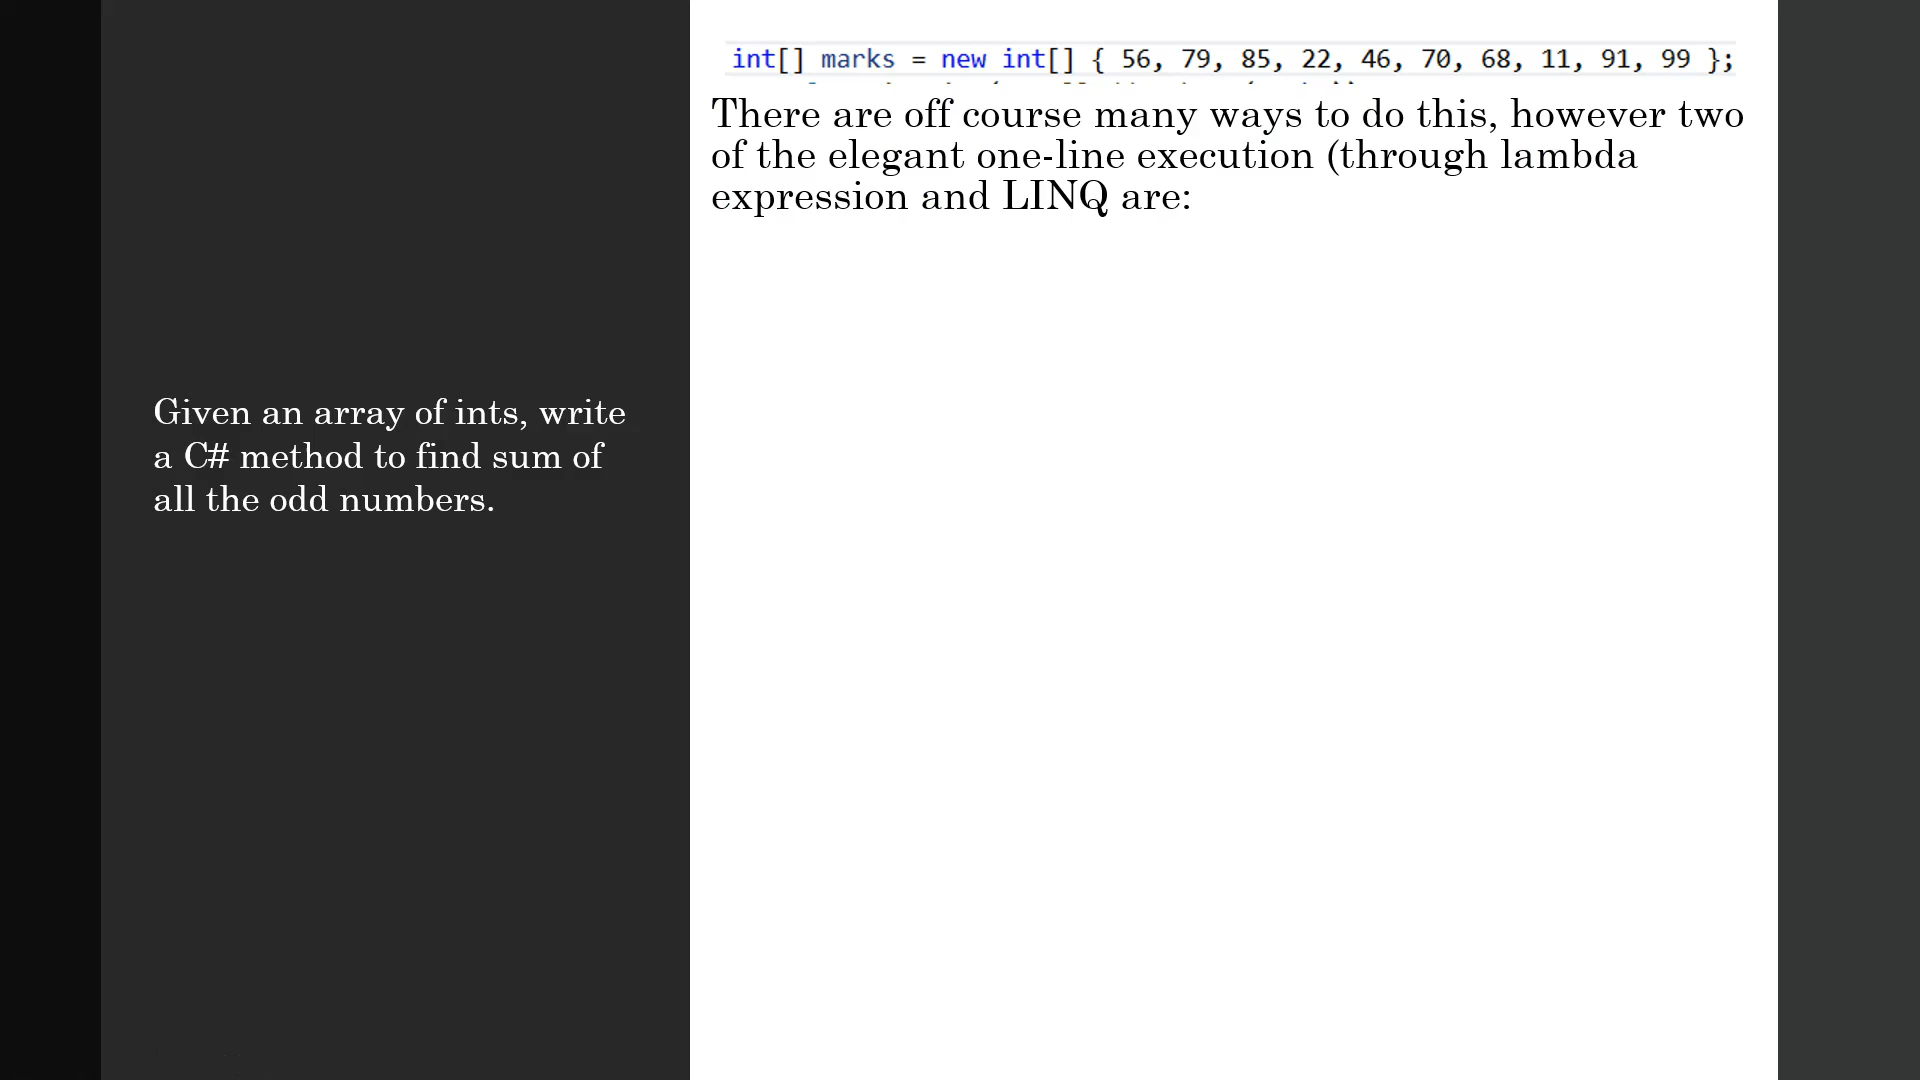 int[] marks = new int[] { 56, 79, 85, 22, 46, 70, 68, 11, 91, 99 };
There are off course many ways to do this, however two
of the elegant one-line execution (through lambda
expression and LINQ are:
Given an array of ints, write
a C# method to find sum of
all the odd numbers.